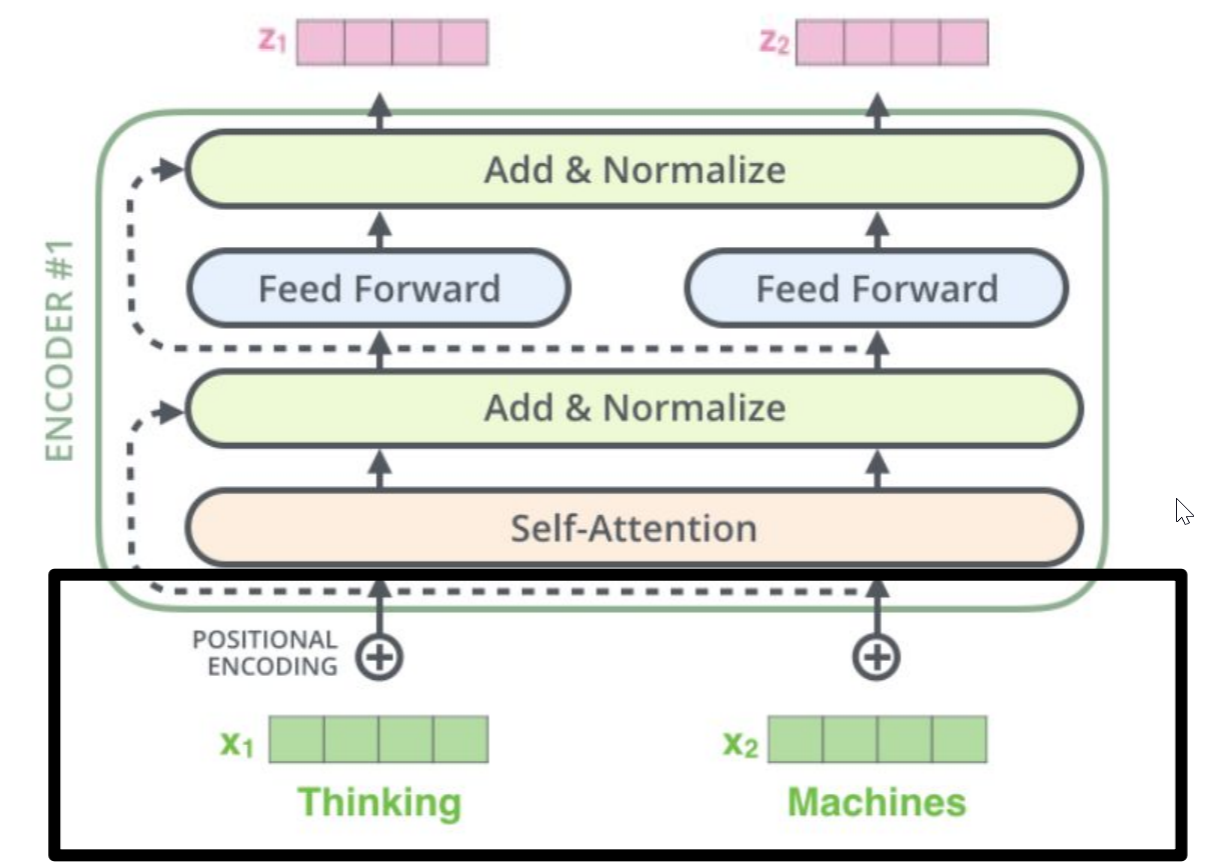 z1
z2
Add & Normalize
Feed Forward
Feed Forward
ENCODER #1
Add & Normalize
Self-Attention
POSITIONAL
ENCODING
x1
x2
Thinking
Machines